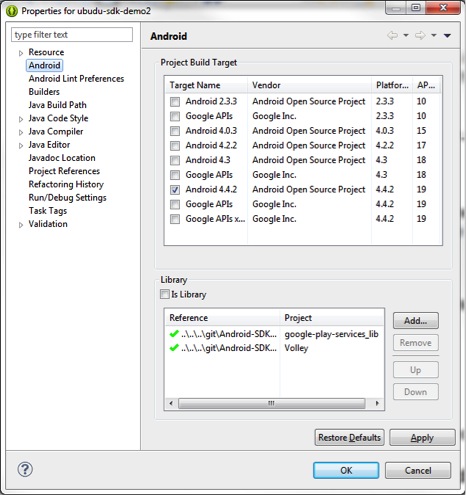 Properties for ubudu-sdk-demo2
type filter text
Resource
Android
Android Lint Preferences
Builders
Java Build Path
Java Code Style
Java Compiler
Java Editor
Javadoc Location
Project References
Refactoring History
Run/Debug Settings
Task Tags
Validation
Android
Project Build Target
Target Name Vendor Platfor... AP...
Android 2.3.3 Android Open Source Project 2.3.3 10
Google APIs Google Inc. 2.3.3 10
Android 4.0.3 Android Open Source Project 4.0.3 15
Android 4.2.2 Android Open Source Project 4.2.2 17
Android 4.3 Android Open Source Project 4.3 18
Google APIs Google Inc. 4.3 18
Android 4.4.2 Android Open Source Project 4.4.2 19
Google APIs Google Inc. 4.4.2 19
Google APIs x... Google Inc. 4.4.2 19
Library
Is Library
Reference Project
..\..\..\git\Android-SDK... google-play-services_lib
..\..\..\git\Android-SDK... Volley
Add...
Remove
Up
Down
Restore Defaults Apply
OK Cancel